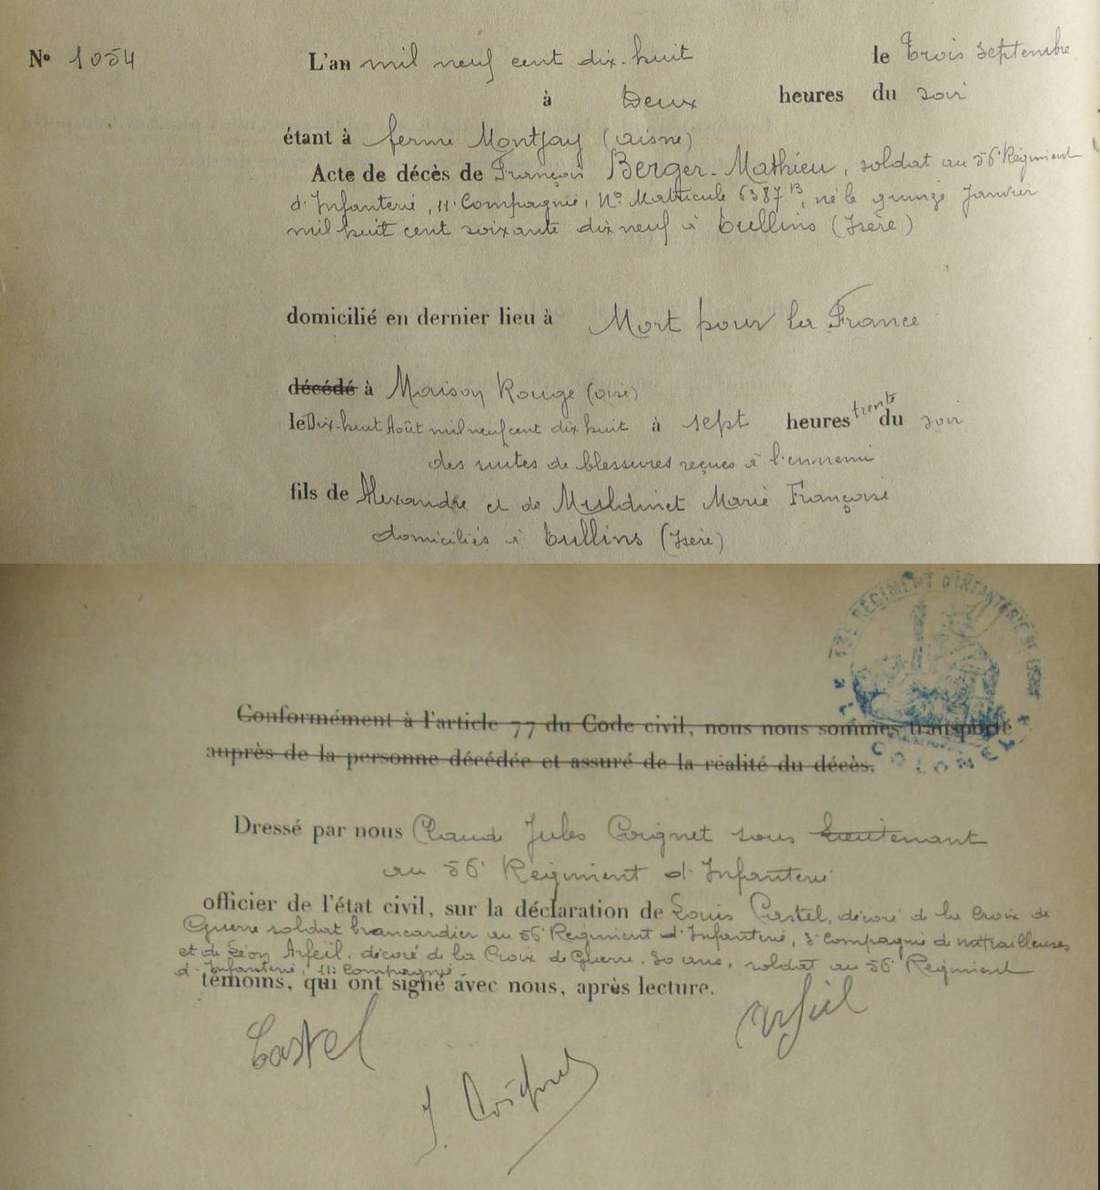 N° 1054 L'an mil neuf cent dix-huit le Trois septembre
à Deux heures du soir
étant à ferme Montjay (Aisne)
Acte de décès de François Berger-Mathieu, soldat au 56e Régiment
d'Infanterie, 11e Compagnie, N° Matricule 6387 B, né le quinze Janvier
mil huit cent soixante dix neuf à tullins (Isère)
domicilié en dernier lieu à Mort pour la France
décédé à Maison Rouge (oise)
le Dix-huit Août mil neuf cent dix huit à sept heures trente du soir
des suites de blessures reçues à l'ennemi
fils de Alexandre et de Marie Françoise
domiciliés à tullins (Isère)
RÉGIMENT D'INFANTERIE DE
COLONEL
Conformément à l'article 77 du Code civil, nous nous sommes transporté
auprès de la personne décédée et assuré de la réalité du décès.
Dressé par nous Claude Jules Coignet sous lieutenant
au 56e Régiment d'Infanterie
officier de l'état civil, sur la déclaration de Louis Castel, décoré de la Croix de
Guerre soldat brancardier au 56e Régiment d'Infanterie, 3e Compagnie de mitrailleuses
et de Léon Arfeil. décoré de la Croix de Guerre. 30 ans, soldat au 56e Régiment
d'Infanterie, 11e Compagnie.
témoins, qui ont signé avec nous, après lecture.
Castel Arfeil
J. Coignet